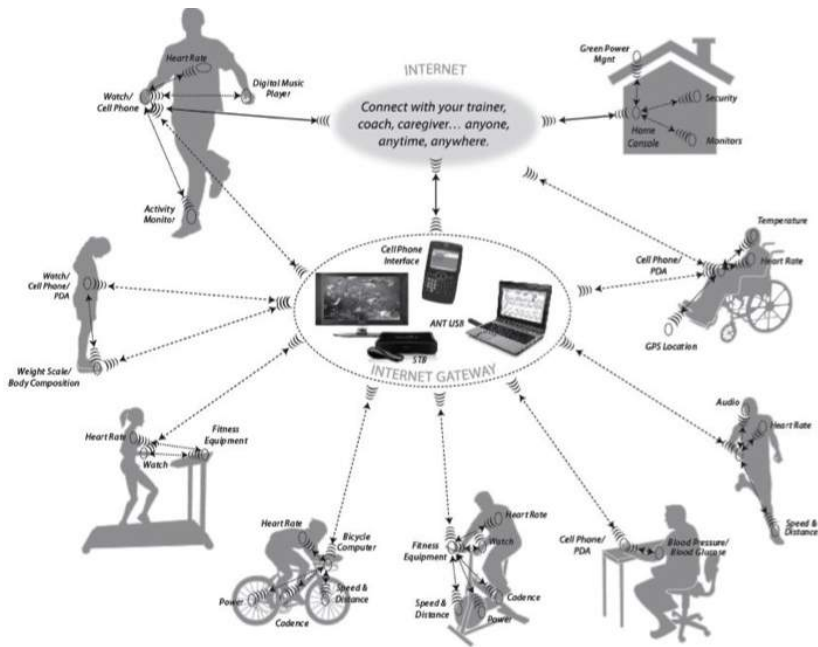 INTERNET
Connect with your trainer,
coach, caregiver... anyone,
anytime, anywhere.
Heart Rate
Watch/
Cell Phone
Digital Music
Player
Activity
Monitor
Green Power
Mgnt
Security
Home
Console
Monitors
Cell Phone
Interface
ANT USB
STB
INTERNET GATEWAY
Temperature
Cell Phone/
PDA
Heart Rate
GPS Location
Watch/
Cell Phone/
PDA
Weight Scale/
Body Composition
Heart Rate
Fitness
Equipment
Watch
Audio
Heart Rate
Speed &
Distance
Heart Rate
Bicycle
Computer
Power
Speed &
Distance
Cadence
Heart Rate
Fitness
Equipment
Watch
Cadence
Speed &
Distance
Power
Cell Phone/
PDA
Blood Pressure/
Blood Glucose